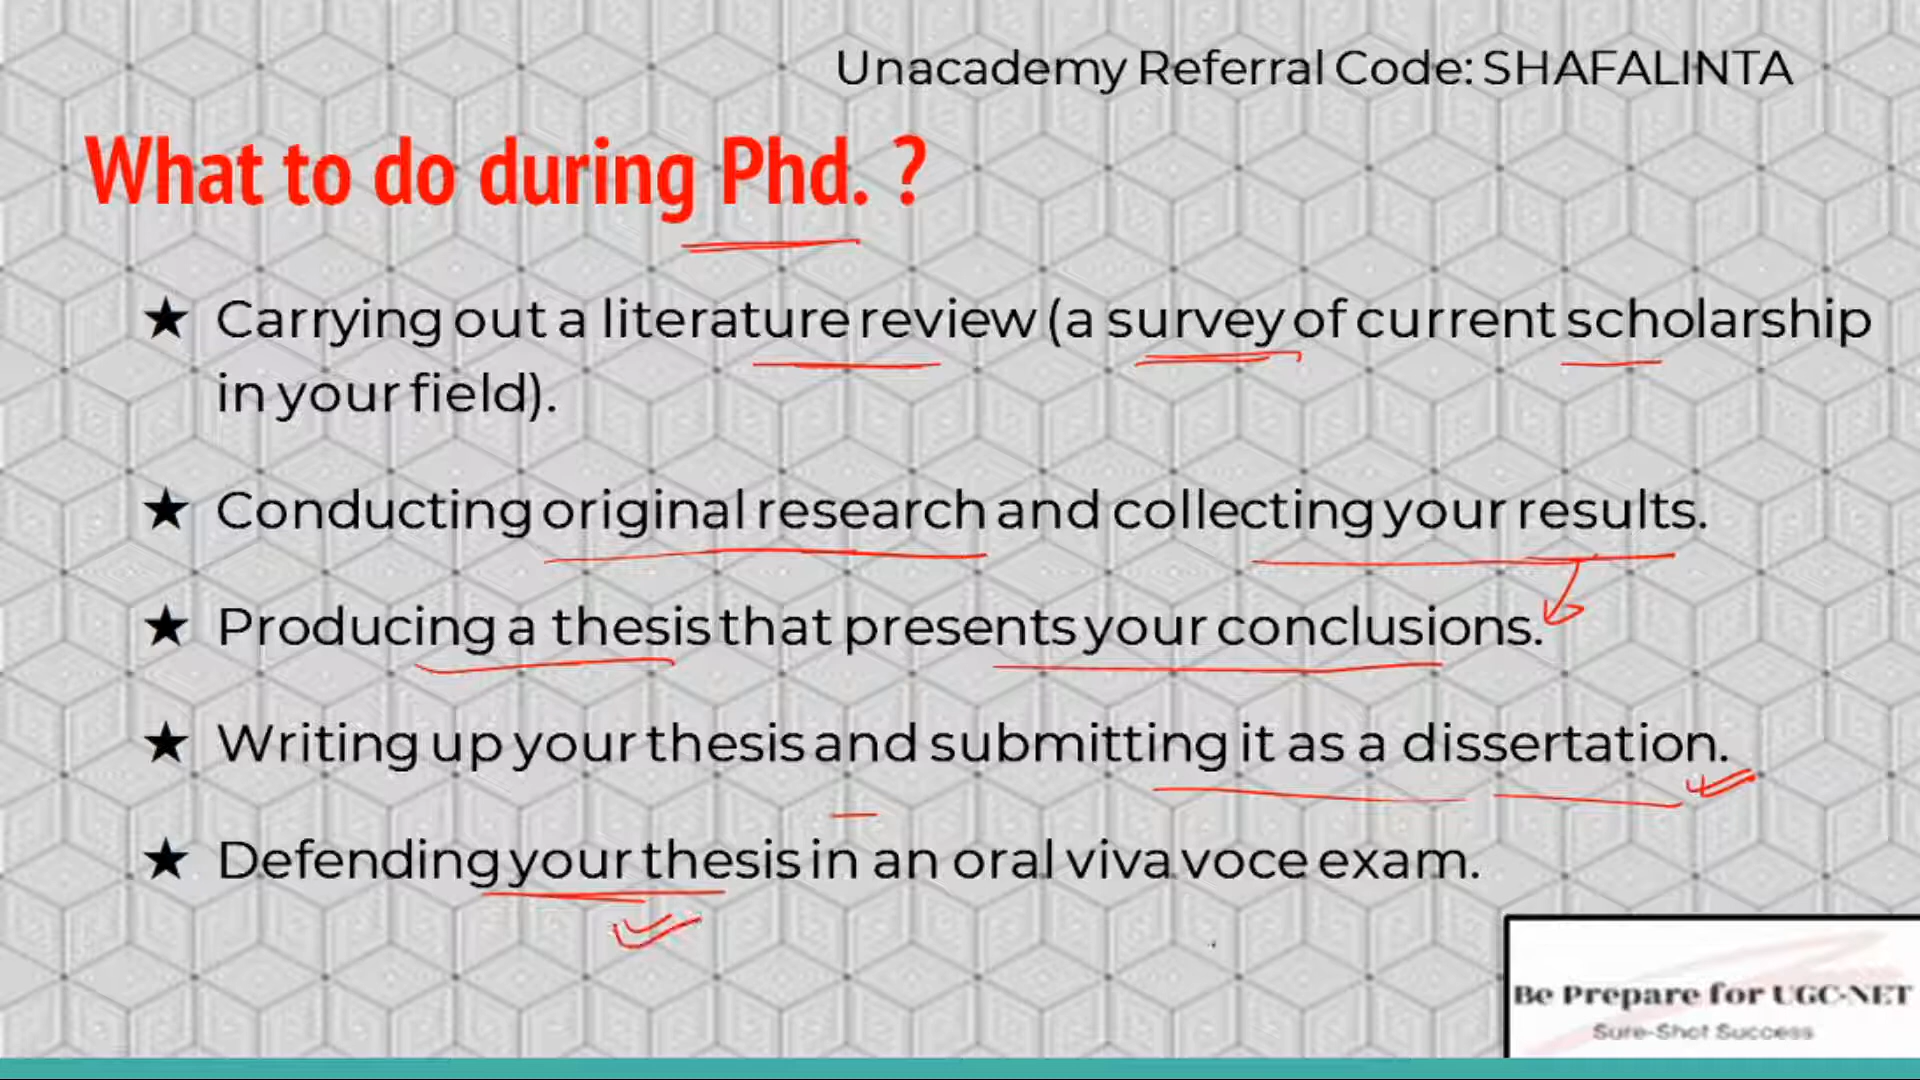 Unacademy Referral Code: SHAFALINTA
What to do during Phd. ?
★ Carrying out a literature review (a survey of current scholarship
in your field).
★ Conducting original research and collecting your results.
★ Producing a thesis that presents your conclusions.
★ Writing up your thesis and submitting it as a dissertation.
★ Defending your thesis in an oral viva voce exam.
Be Prepare for UGC-NET
Sure-Shot Success